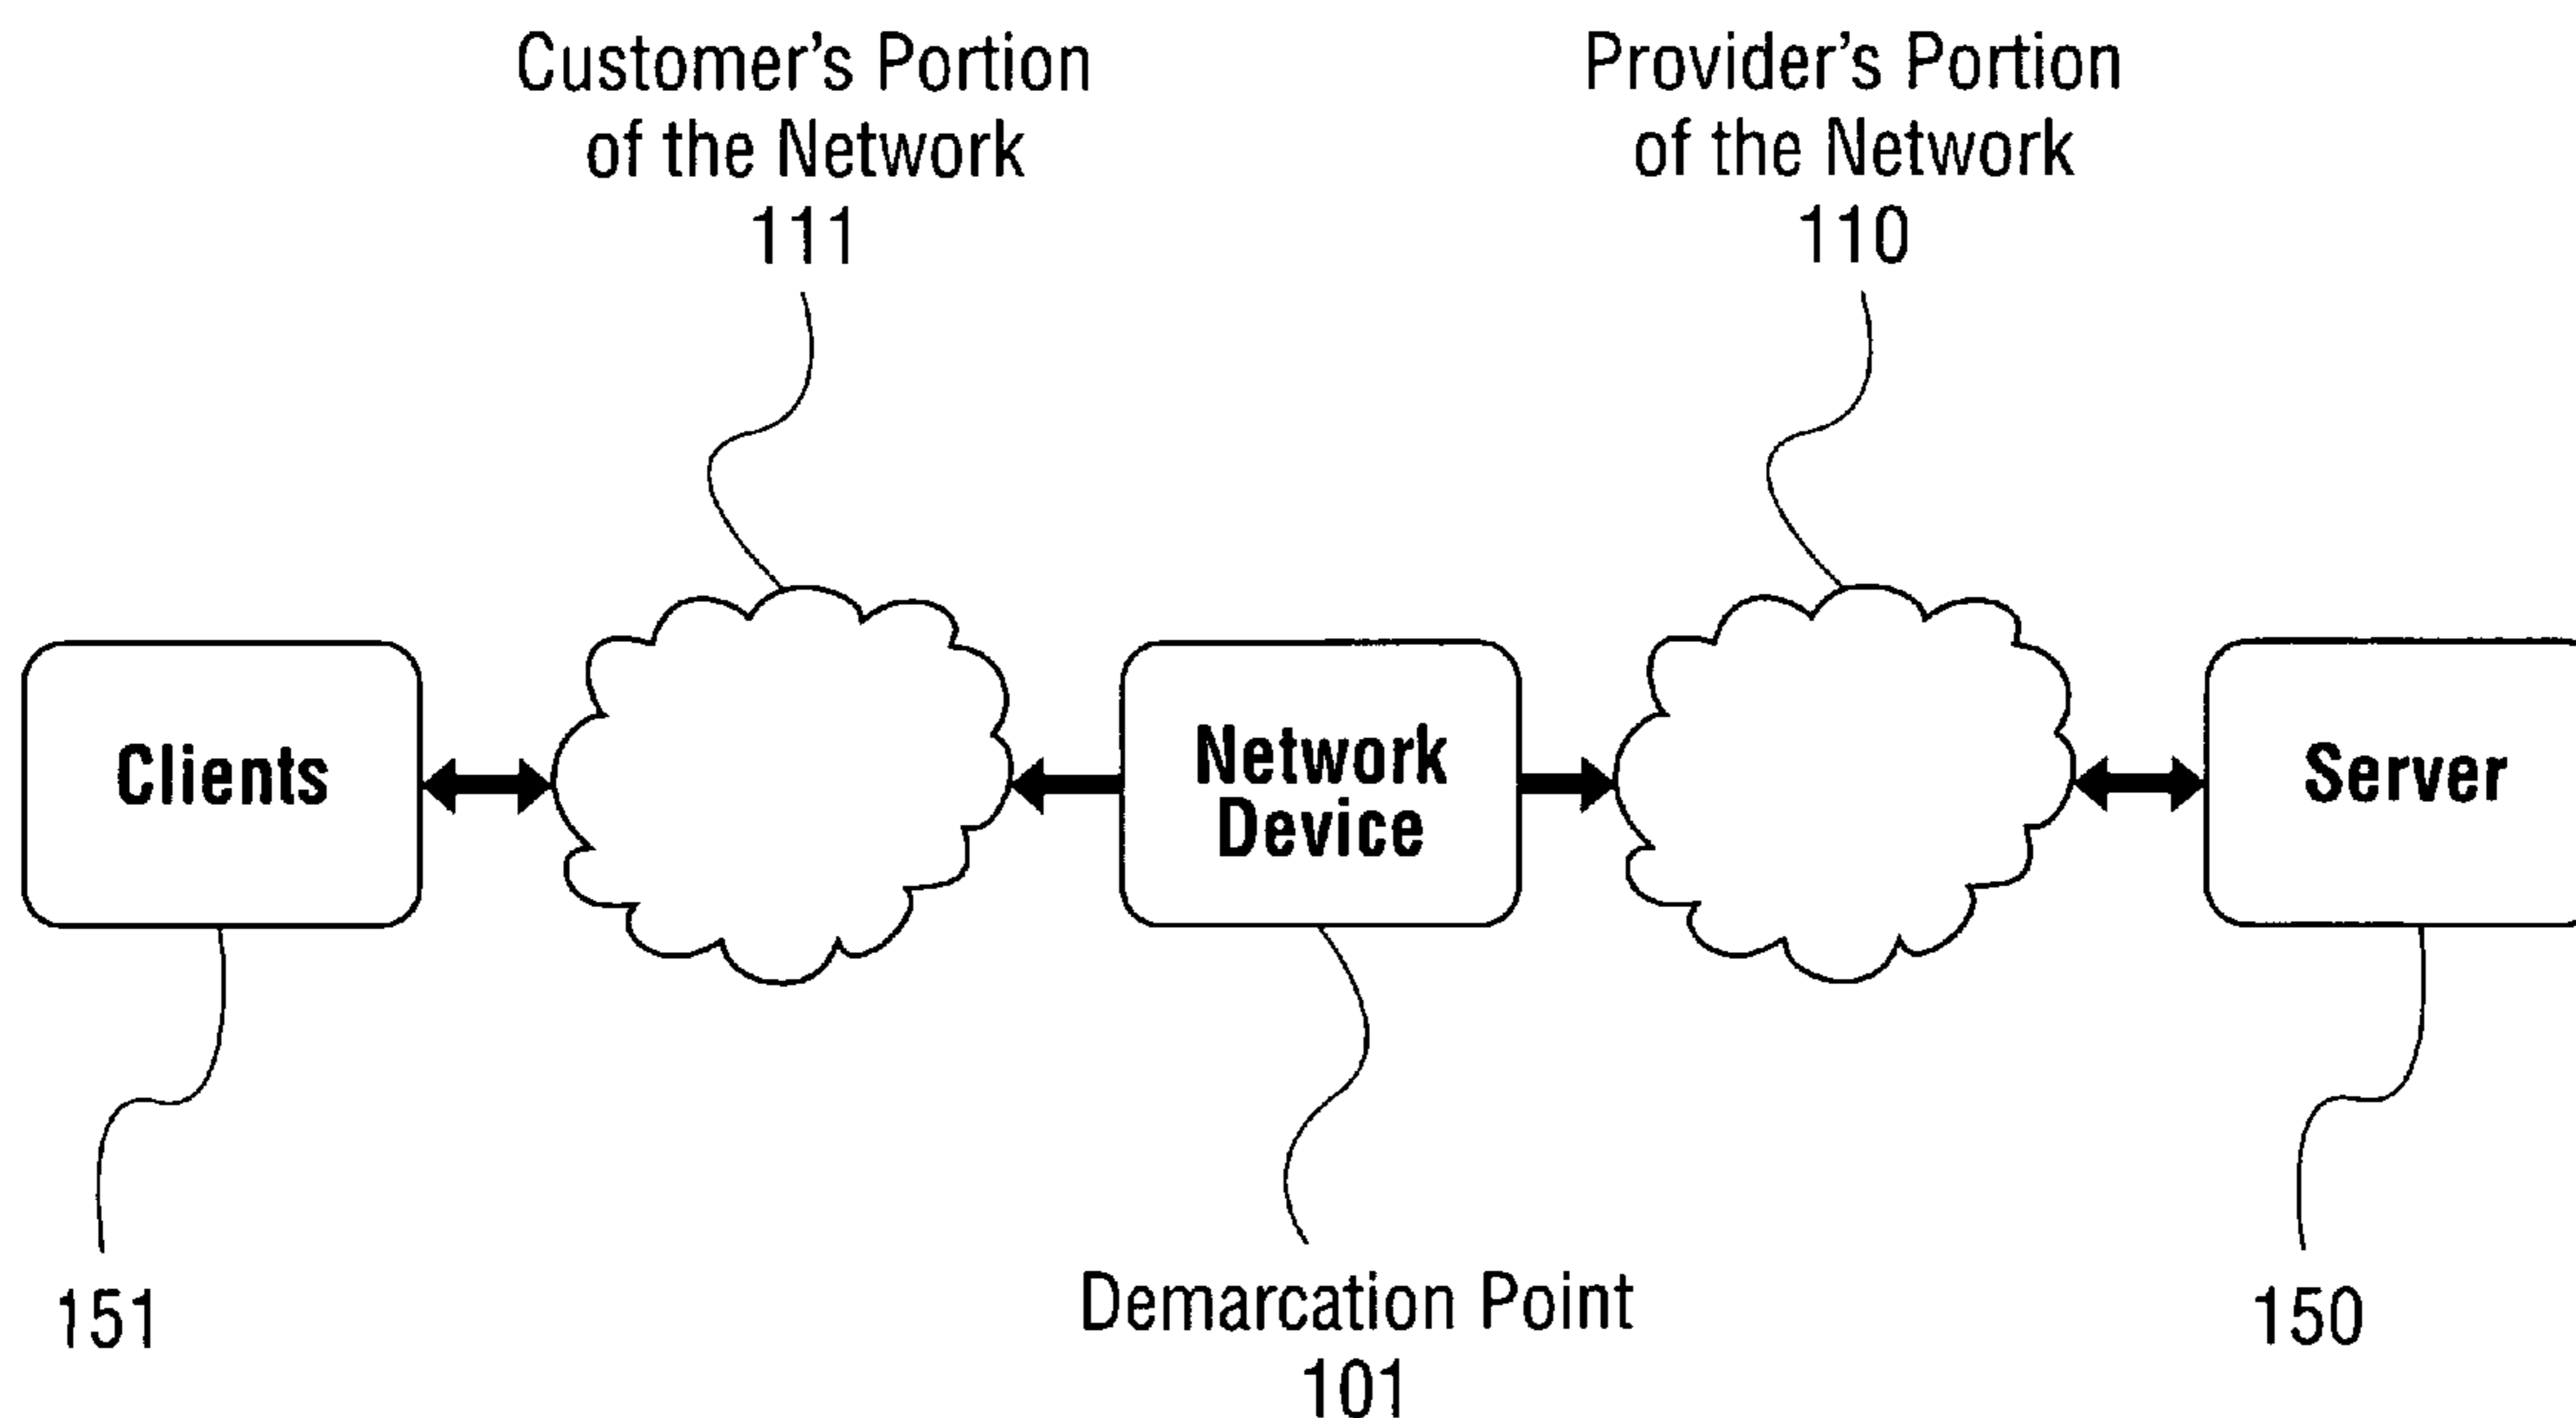 Customer's Portion
of the Network
111
Provider's Portion
of the Network
110
Clients
Network
Device
Server
151
Demarcation Point
101
150